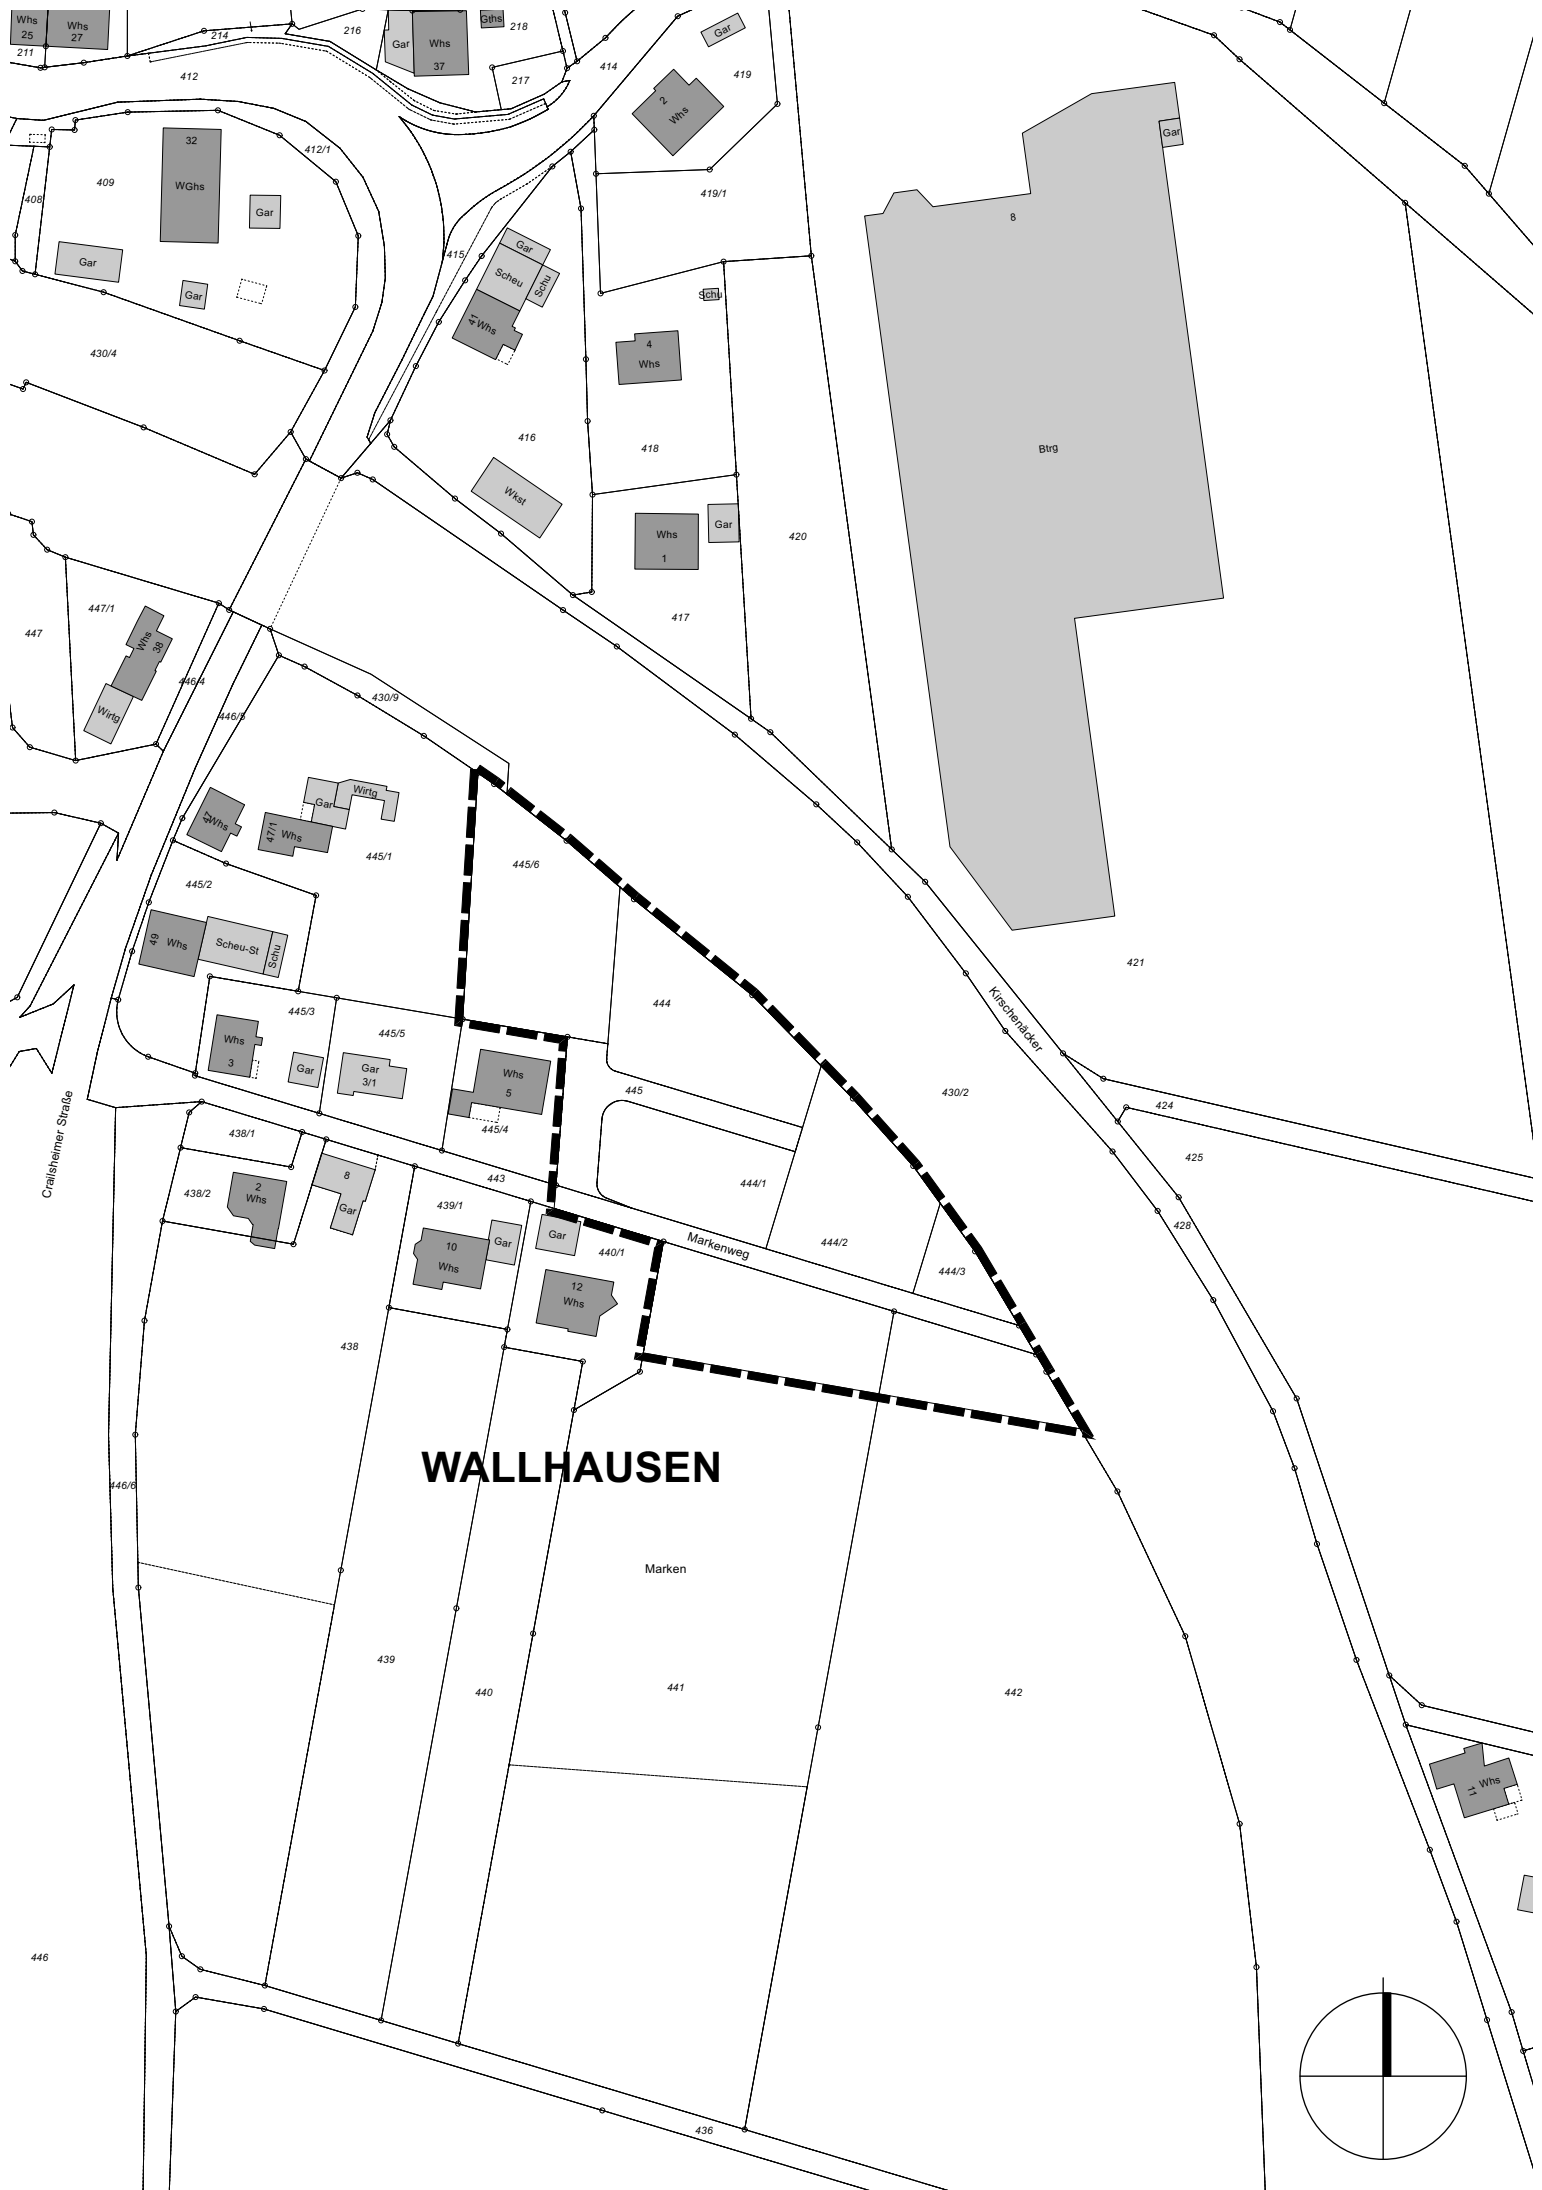 Whs
25
Whs
27
211
214
216
Gar
Whs
37
Gths
218
217
414
Gar
419
412
2
Whs
32
WGhs
412/1
409
408
Gar
Gar
Gar
419/1
Gar
8
415
Gar
Scheu
Schu
41
Whs
Schu
4
Whs
430/4
416
418
Btrg
Wkst
Whs
1
Gar
420
417
447/1
447
Whs
38
Wirtg
446/4
446/5
430/9
47
Whs
47/1
Whs
Gar
Wirtg
445/1
445/6
445/2
49
Whs
Scheu-St
Schu
421
445/3
445/5
444
Kirschenäcker
Whs
3
Gar
Gar
3/1
Whs
5
445
430/2
424
445/4
438/1
425
Crailsheimer Straße
438/2
2
Whs
8
Gar
443
439/1
444/1
428
10
Whs
Gar
Gar
440/1
Markenweg
444/2
444/3
12
Whs
438
WALLHAUSEN
446/6
Marken
439
440
441
442
Whs
11
446
436